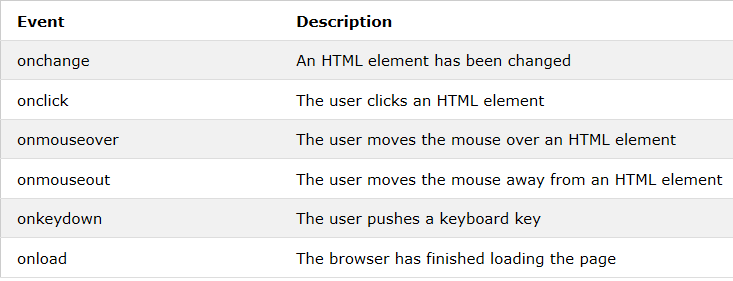 Event Description
onchange An HTML element has been changed
onclick The user clicks an HTML element
onmouseover The user moves the mouse over an HTML element
onmouseout The user moves the mouse away from an HTML element
onkeydown The user pushes a keyboard key
onload The browser has finished loading the page